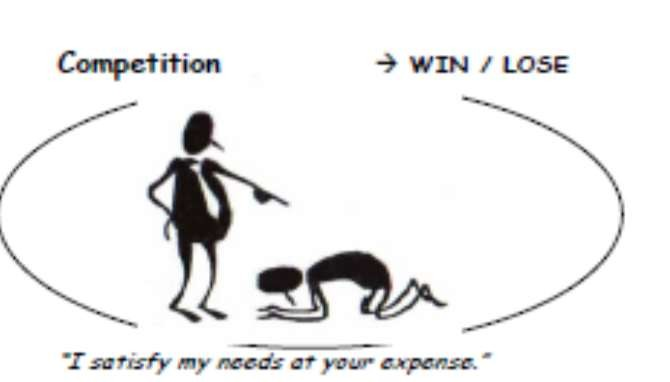 Competition → WIN / LOSE
"I satisfy my needs at your expense."